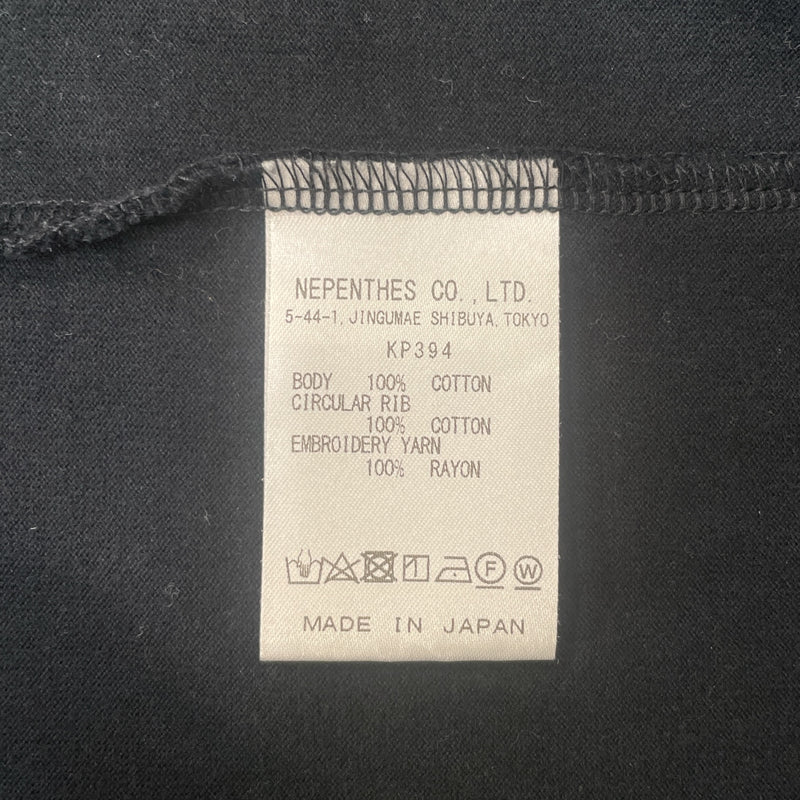 NEPENTHES CO.,LTD.
5-44-1, JINGUMAE SHIBUYA, TOKYO
KP394
BODY 100% COTTON
CIRCULAR RIB
100% COTTON
EMBROIDERY YARN
100% RAYON
F W
MADE IN JAPAN